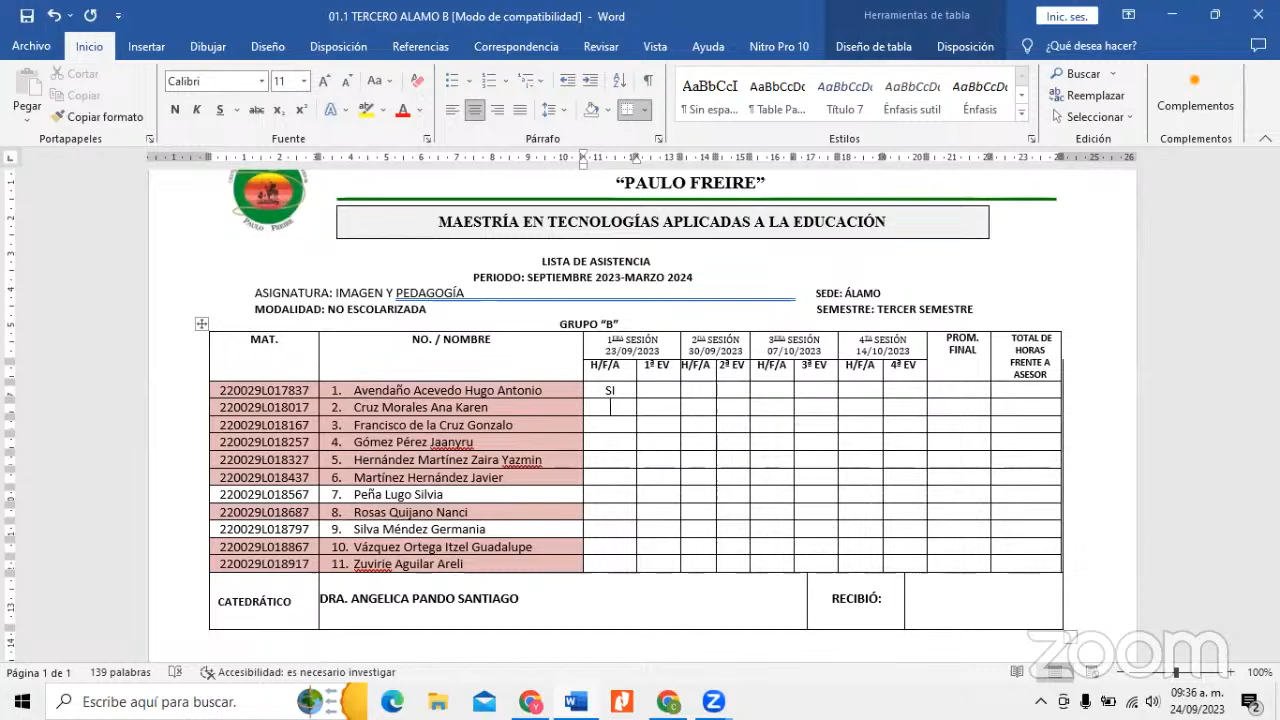 01.1 TERCERO ALAMO B [Modo de compatibilidad] - Word
Herramientas de tabla
Inic. ses.
Archivo Inicio Insertar Dibujar Diseño Disposición Referencias Correspondencia Revisar Vista Ayuda Nitro Pro 10 Diseño de tabla Disposición ¿Qué desea hacer?
Pegar
Cortar
Copiar
Copiar formato
Calibri 11
N K S abc x₂ x²
AaBbCcI AaBbCcDc AaBbCcDc AaBbCcDc AaBbCcDc
¶ Sin espa... ¶ Table Pa... Título 7 Énfasis sutil Énfasis
Buscar
Reemplazar
Seleccionar
Complementos
Portapapeles Fuente Párrafo Estilos Edición Complementos
“PAULO FREIRE”
PAULO FREIRE
MAESTRÍA EN TECNOLOGÍAS APLICADAS A LA EDUCACIÓN
LISTA DE ASISTENCIA
PERIODO: SEPTIEMBRE 2023-MARZO 2024
ASIGNATURA: IMAGEN Y PEDAGOGÍA SEDE: ÁLAMO
MODALIDAD: NO ESCOLARIZADA SEMESTRE: TERCER SEMESTRE
GRUPO “B”
MAT. NO. / NOMBRE 1ERA SESIÓN 23/09/2023 2DA SESIÓN 30/09/2023 3ERA SESIÓN 07/10/2023 4TA SESIÓN 14/10/2023 PROM. FINAL TOTAL DE HORAS FRENTE A ASESOR
H/F/A 1ª EV H/F/A 2ª EV H/F/A 3ª EV H/F/A 4ª EV
220029L017837 1. Avendaño Acevedo Hugo Antonio SI
220029L018017 2. Cruz Morales Ana Karen
220029L018167 3. Francisco de la Cruz Gonzalo
220029L018257 4. Gómez Pérez Jaanyru
220029L018327 5. Hernández Martínez Zaira Yazmin
220029L018437 6. Martínez Hernández Javier
220029L018567 7. Peña Lugo Silvia
220029L018687 8. Rosas Quijano Nanci
220029L018797 9. Silva Méndez Germania
220029L018867 10. Vázquez Ortega Itzel Guadalupe
220029L018917 11. Zuvirie Aguilar Areli
CATEDRÁTICO DRA. ANGELICA PANDO SANTIAGO RECIBIÓ:
zoom
Página 1 de 1 139 palabras Accesibilidad: es necesario investigar 100%
Escribe aquí para buscar.
09:36 a. m.
24/09/2023
2